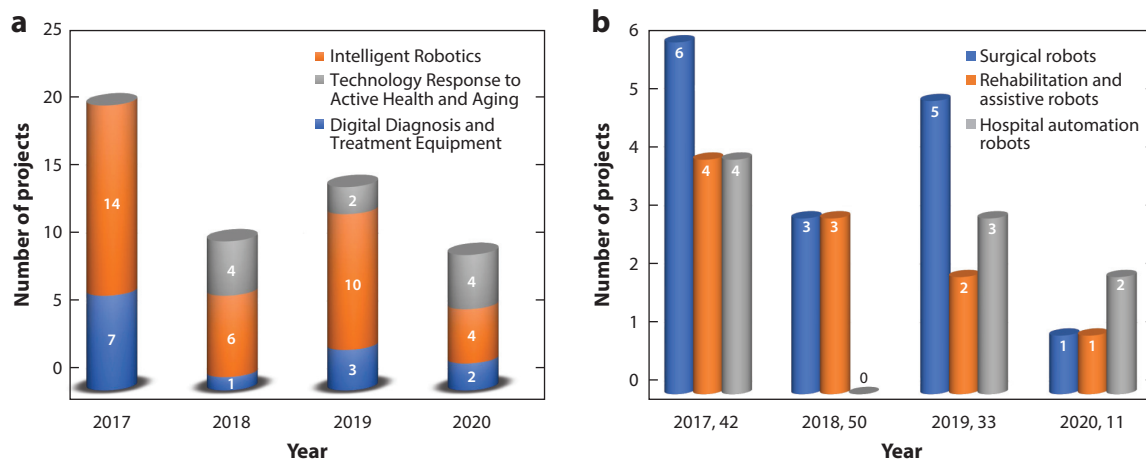 a
25
20
15
10
5
0
Number of projects
Intelligent Robotics
Technology Response to
Active Health and Aging
Digital Diagnosis and
Treatment Equipment
14
7
4
6
1
2
10
3
4
4
2
2017
2018
2019
2020
Year
b
6
5
4
3
2
1
0
Number of projects
Surgical robots
Rehabilitation and
assistive robots
Hospital automation
robots
6
4
4
3
3
0
5
2
3
1
1
2
2017, 42
2018, 50
2019, 33
2020, 11
Year